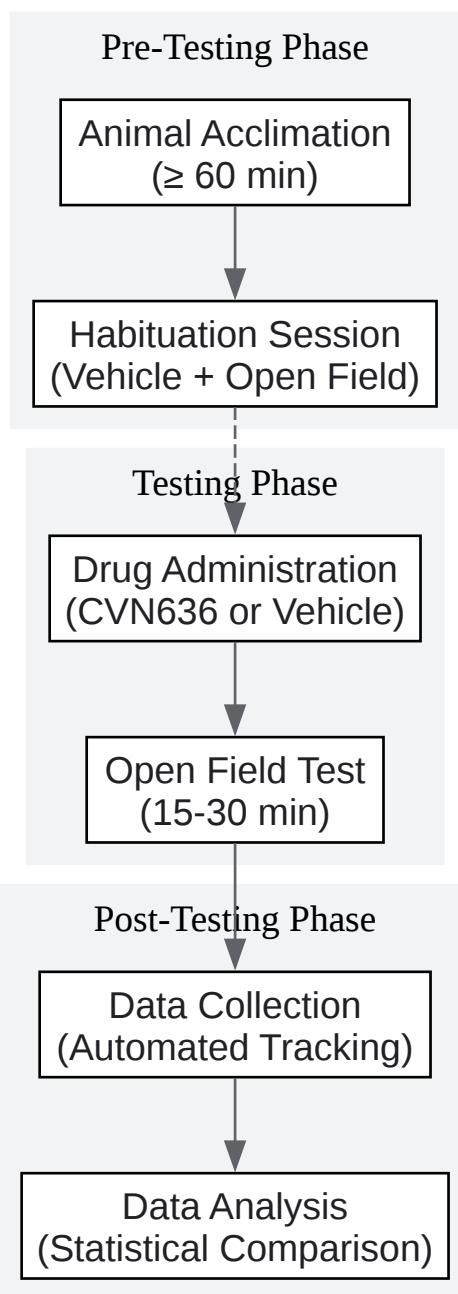 Pre-Testing Phase
Animal Acclimation
(≥ 60 min)
Habituation Session
(Vehicle + Open Field)
Testing Phase
Drug Administration
(CVN636 or Vehicle)
Open Field Test
(15-30 min)
Post-Testing Phase
Data Collection
(Automated Tracking)
Data Analysis
(Statistical Comparison)